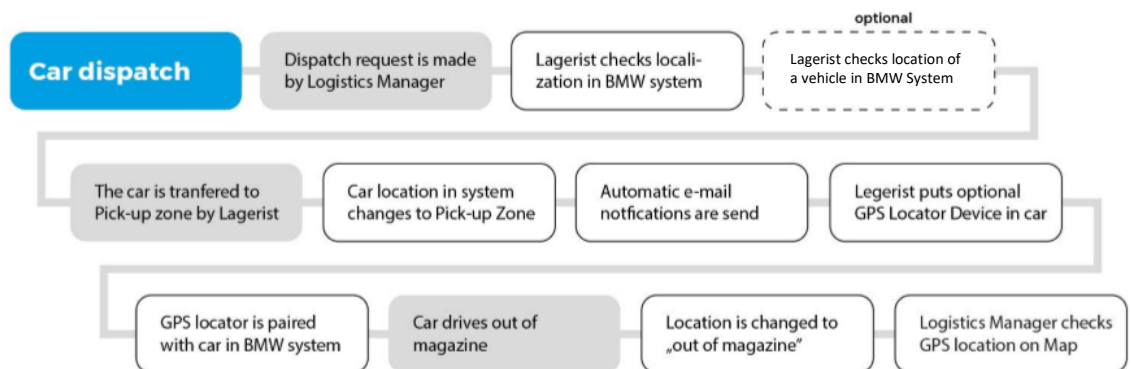 optional
Car dispatch
Dispatch request is made
by Logistics Manager
Lagerist checks locali-
zation in BMW system
Lagerist checks location of
a vehicle in BMW System
The car is tranfered to
Pick-up zone by Lagerist
Car location in system
changes to Pick-up Zone
Automatic e-mail
notfications are send
Legerist puts optional
GPS Locator Device in car
GPS locator is paired
with car in BMW system
Car drives out of
magazine
Location is changed to
„out of magazine”
Logistics Manager checks
GPS location on Map